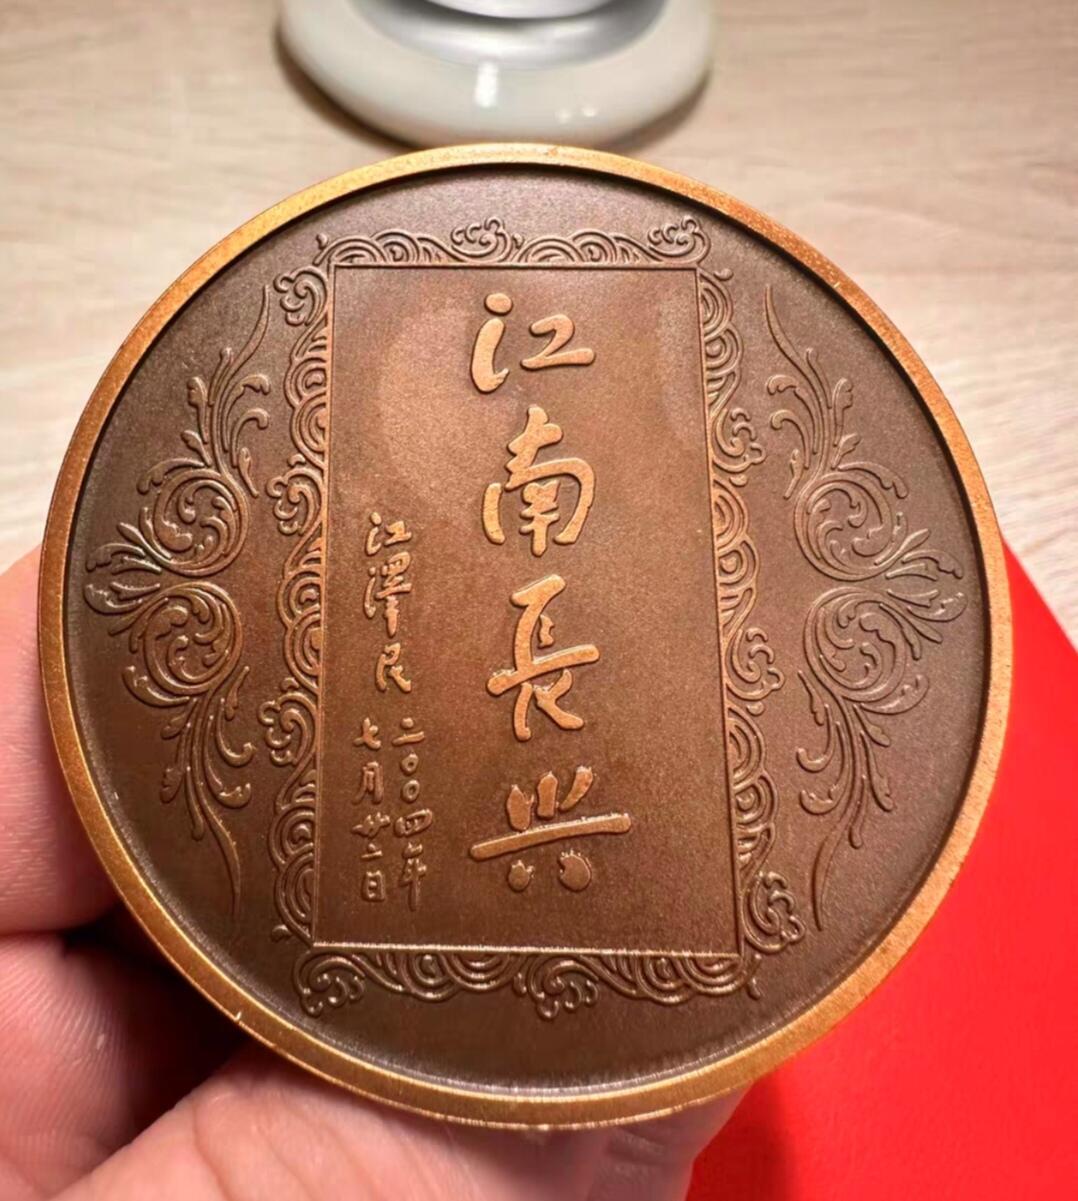 江南長興
江澤民
二〇〇四年
七月廿二日